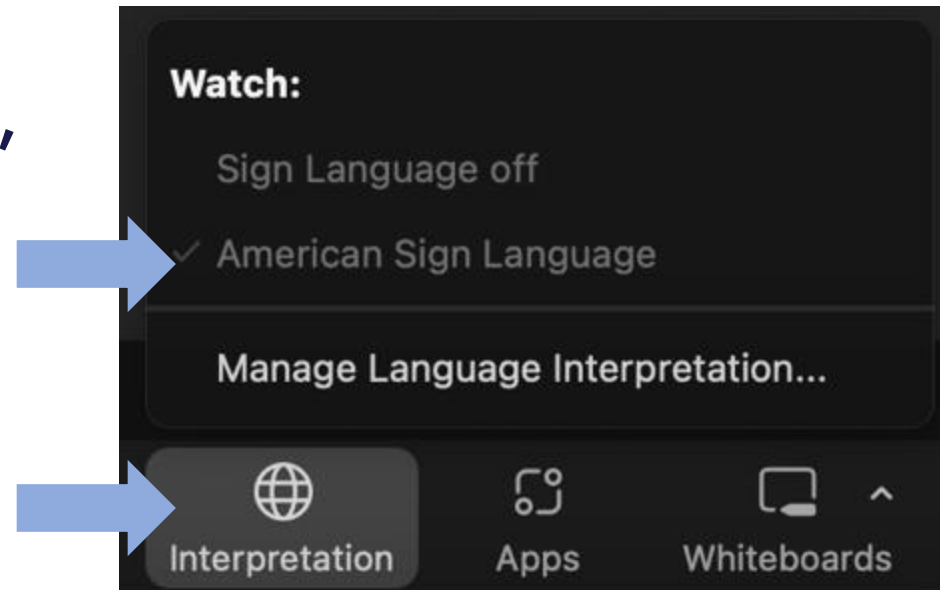 Watch:
Sign Language off
American Sign Language
Manage Language Interpretation...
Interpretation Apps Whiteboards